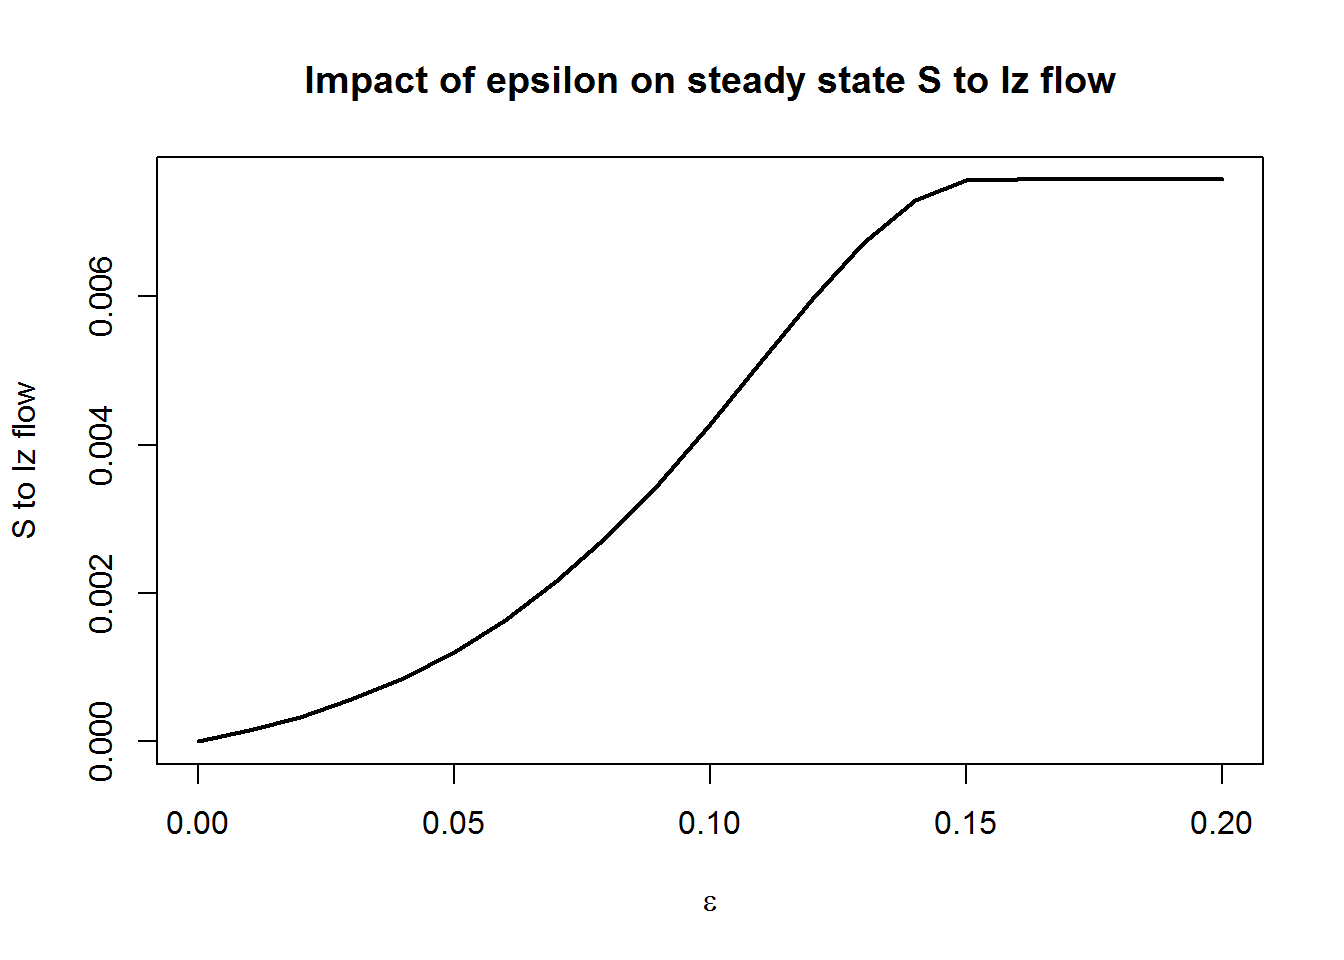 Impact of epsilon on steady state S to Iz flow
S to Iz flow
0.006
0.004
0.002
0.000
0.00 0.05 0.10 0.15 0.20
ε